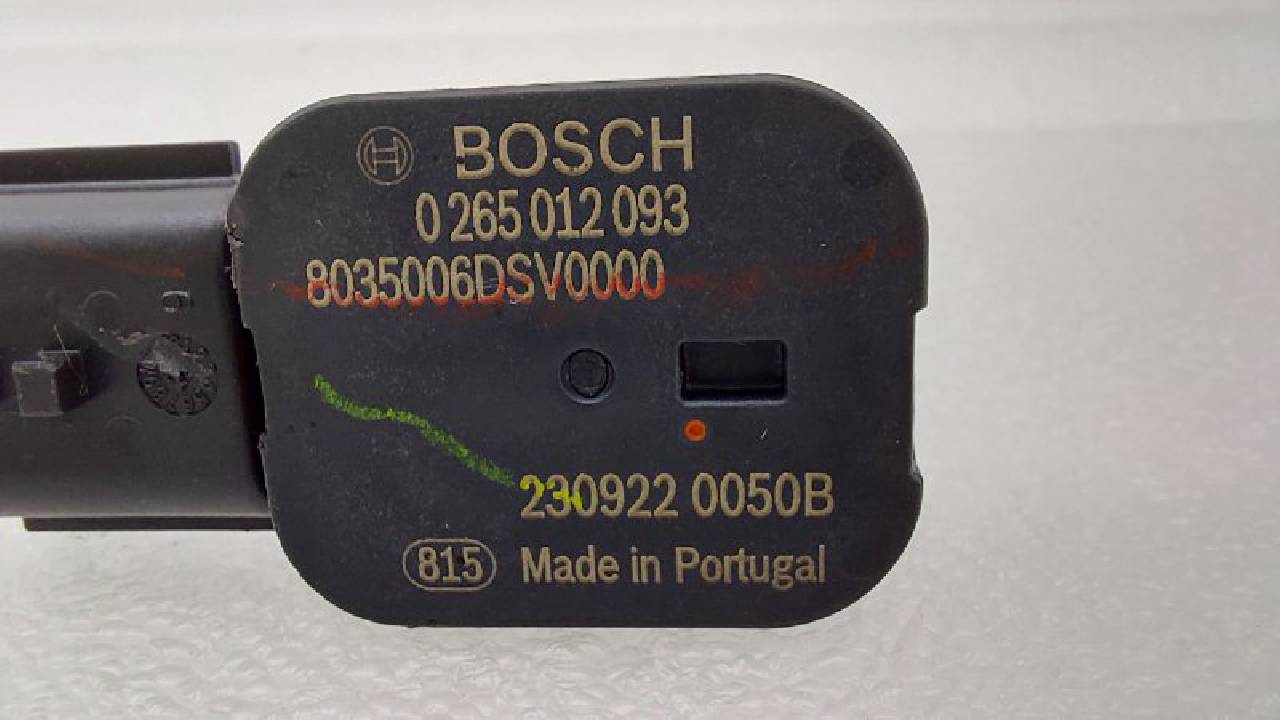 BOSCH
0 265 012 093
8035006DSV0000
230922 0050B
815 Made in Portugal